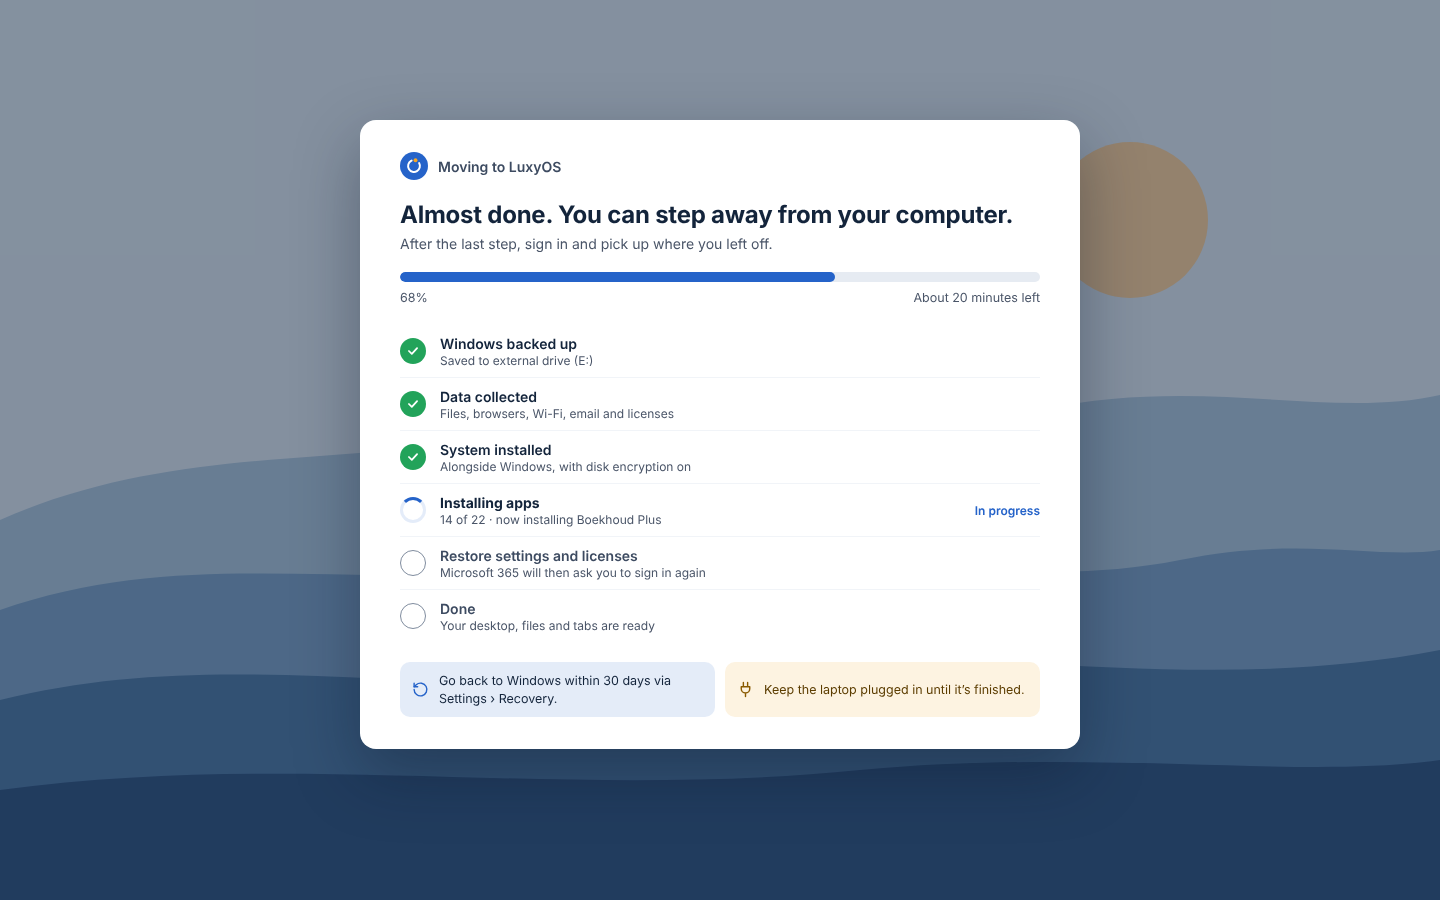 Moving to LuxyOS
Almost done. You can step away from your computer.
After the last step, sign in and pick up where you left off.
68%
About 20 minutes left
Windows backed up
Saved to external drive (E:)
Data collected
Files, browsers, Wi-Fi, email and licenses
System installed
Alongside Windows, with disk encryption on
Installing apps
14 of 22 · now installing Boekhoud Plus
In progress
Restore settings and licenses
Microsoft 365 will then ask you to sign in again
Done
Your desktop, files and tabs are ready
Go back to Windows within 30 days via
Settings › Recovery.
Keep the laptop plugged in until it’s finished.